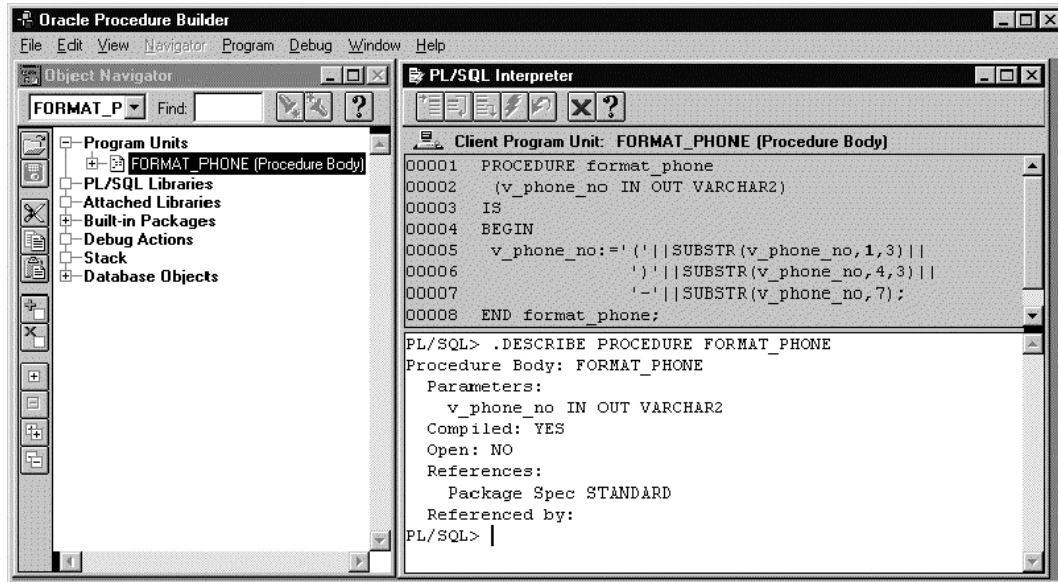 Oracle Procedure Builder
File Edit View Navigator Program Debug Window Help
Object Navigator
FORMAT_P Find:
Program Units
FORMAT_PHONE (Procedure Body)
PL/SQL Libraries
Attached Libraries
Built-in Packages
Debug Actions
Stack
Database Objects
PL/SQL Interpreter
Client Program Unit: FORMAT_PHONE (Procedure Body)
00001 PROCEDURE format_phone
00002 (v_phone_no IN OUT VARCHAR2)
00003 IS
00004 BEGIN
00005 v_phone_no:='('||SUBSTR(v_phone_no,1,3)||
00006 ')'||SUBSTR(v_phone_no,4,3)||
00007 '-'||SUBSTR(v_phone_no,7);
00008 END format_phone;
PL/SQL> .DESCRIBE PROCEDURE FORMAT_PHONE
Procedure Body: FORMAT_PHONE
Parameters:
v_phone_no IN OUT VARCHAR2
Compiled: YES
Open: NO
References:
Package Spec STANDARD
Referenced by:
PL/SQL>